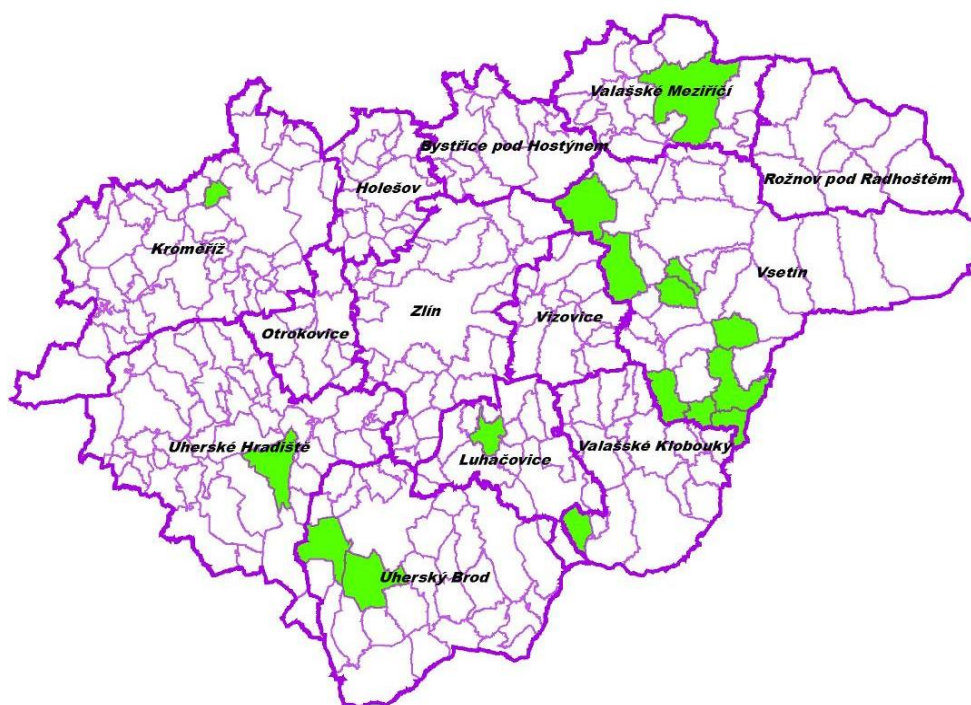 Valašské Meziříčí
Bystřice pod Hostýnem
Rožnov pod Radhoštěm
Holešov
Kroměříž
Vsetín
Zlín
Vizovice
Otrokovice
Uherské Hradiště
Valašské Klobouky
Luhačovice
Uherský Brod